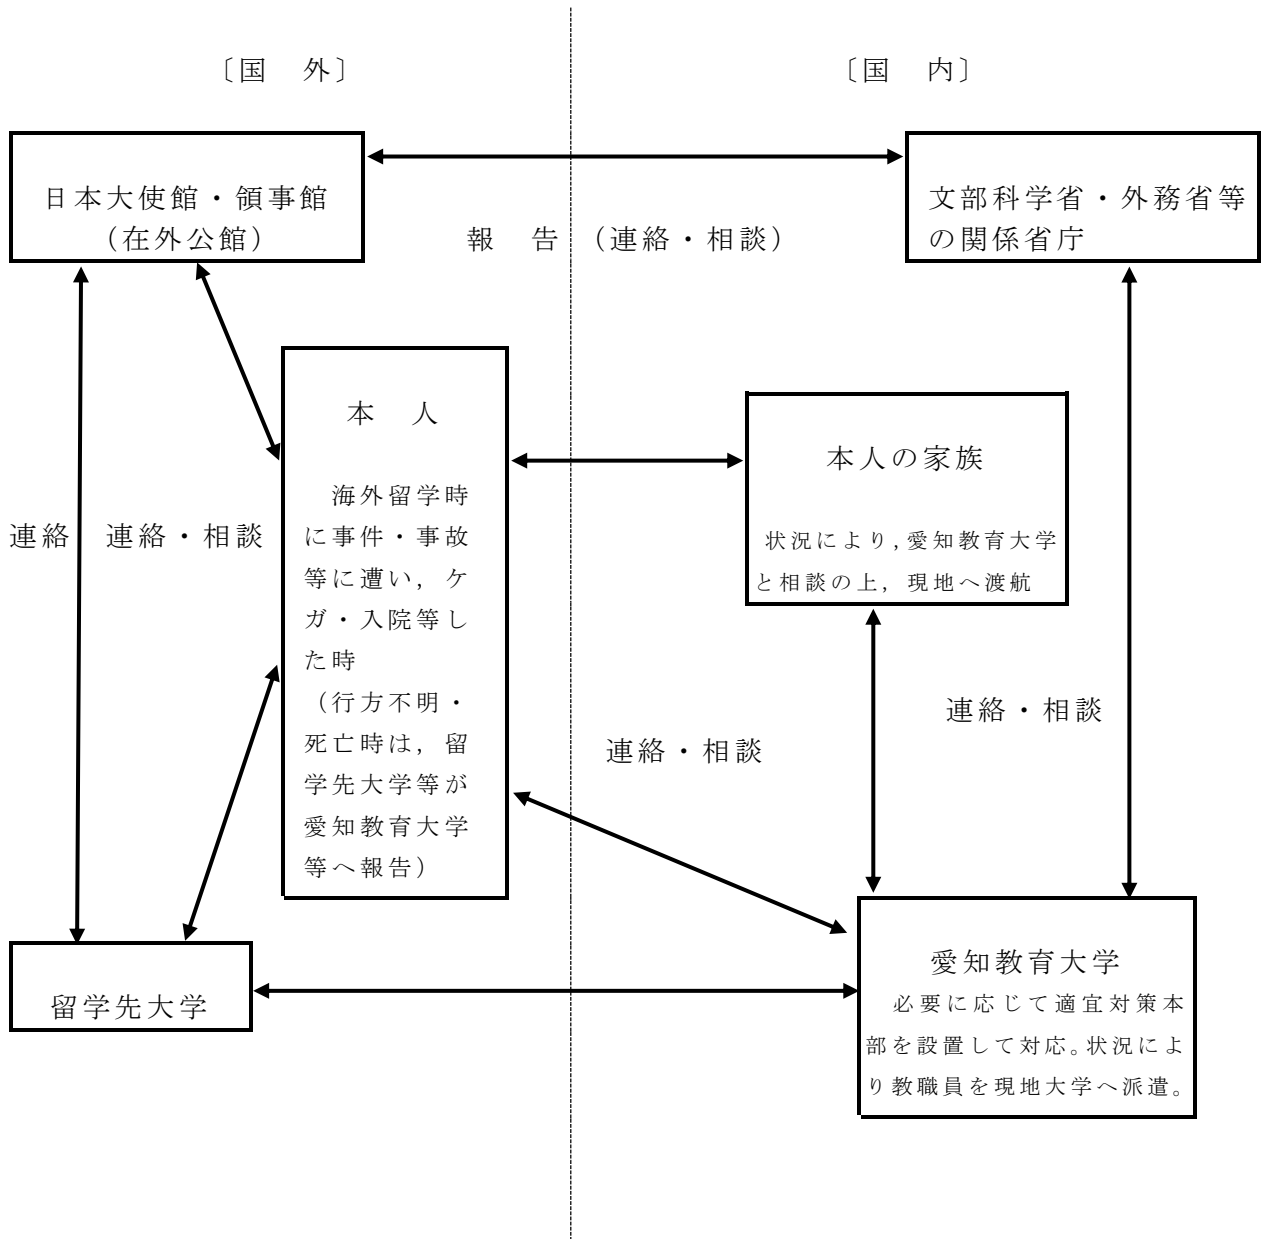 〔国　外〕
〔国　内〕
日本大使館・領事館
（在外公館）
文部科学省・外務省等
の関係省庁
報　告　（連絡・相談）
本　人
海外留学時
に事件・事故
等に遭い，ケ
ガ・入院等し
た時
（行方不明・
死亡時は，留
学先大学等が
愛知教育大学
等へ報告）
本人の家族
状況により，愛知教育大学
と相談の上，現地へ渡航
連絡
連絡・相談
連絡・相談
連絡・相談
留学先大学
愛知教育大学
必要に応じて適宜対策本
部を設置して対応。状況によ
り教職員を現地大学へ派遣。